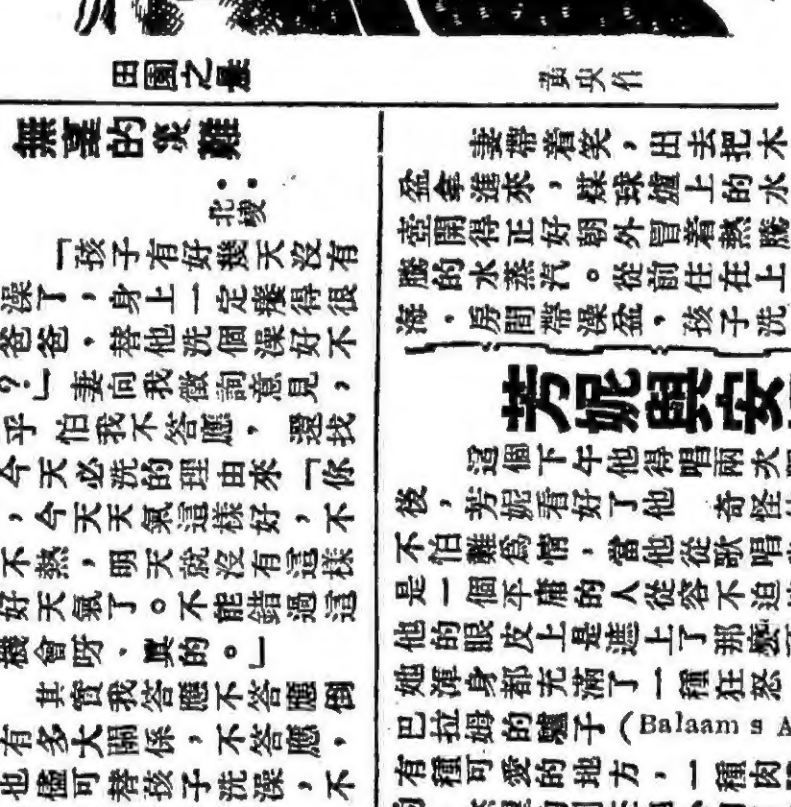 田園之
央作
無 的災難
「孩子有好幾天沒有
澡了，身上一定癢得很
爸爸，替他洗個澡好不
？」妻向我徵詢意見，
乎怕我不答應，還找
今天必洗的理由來「你
，今天天氣這樣好，不
不熱，明天就沒有這樣
好天氣了。不能錯過這
機會呀、真的。」
其實我答應不答應倒
有多大關係，不答應，
也儘可替孩子洗澡，不
妻帶着笑，出去把木
盆拿進來，煤球爐上的水
壺開得正好朝外冒着熱騰
騰的水蒸汽。從前住在上
海，房間帶澡盆，孩子洗
芳妮與安
這個下午他得唱兩次
後，芳妮看好了他 奇怪
不怕難爲情，當他從歌唱
是一個平庸的人從容不迫
他的眼皮上是遮上了那麽
她渾身都充滿了一種狂怒
巴拉姆的驢子（Balaam s A
有種可愛的地方，一種肉